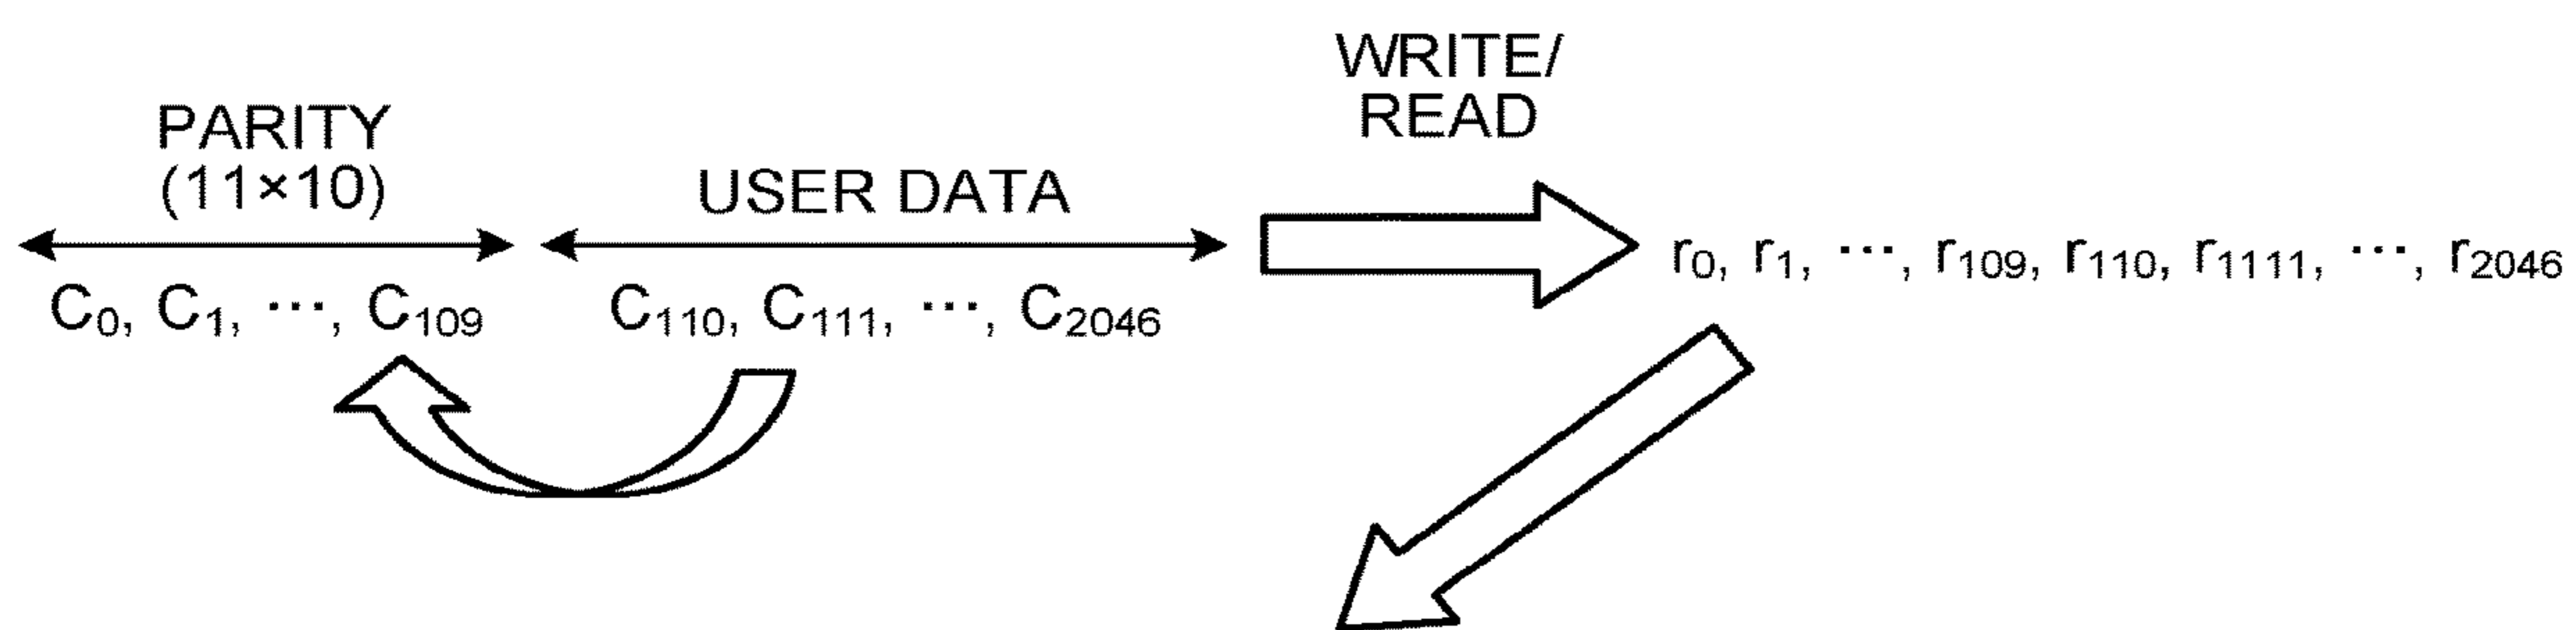 WRITE/
READ
PARITY
(11×10)
USER DATA
C0, C1, ⋯, C109
C110, C111, ⋯, C2046
r0, r1, ⋯, r109, r110, r1111, ⋯, r2046